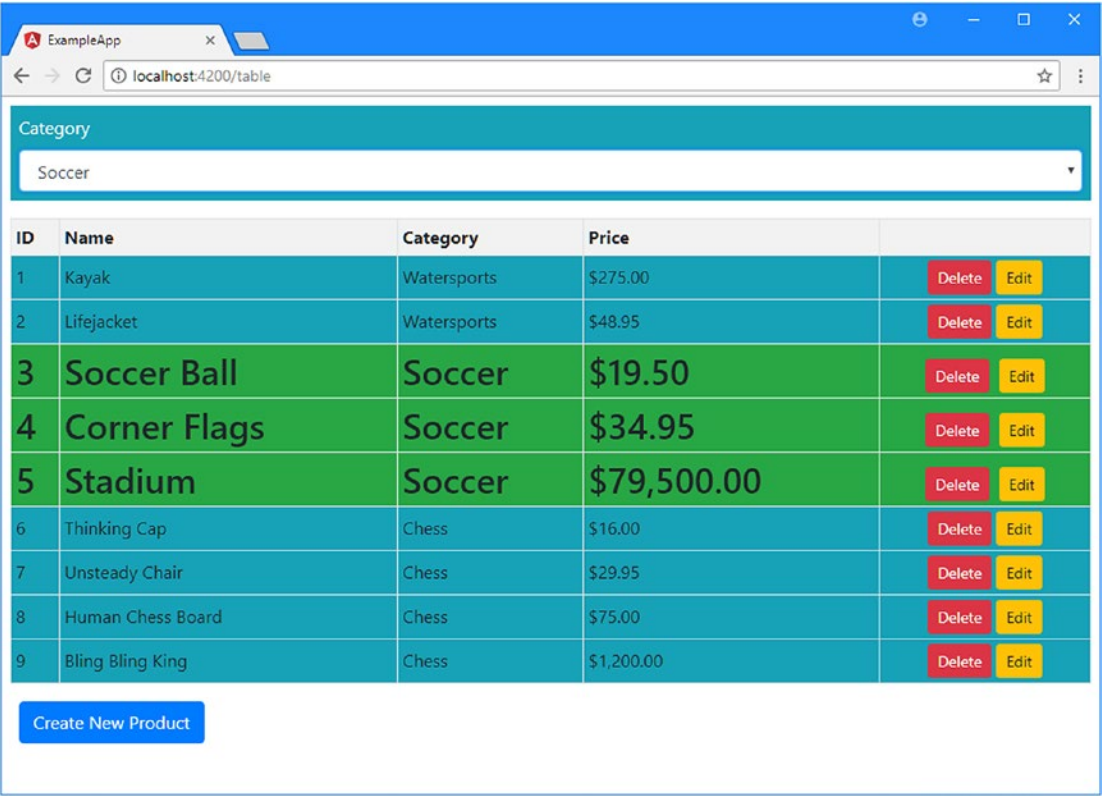 ExampleApp
localhost:4200/table
Category
Soccer
ID Name Category Price
1 Kayak Watersports $275.00 Delete Edit
2 Lifejacket Watersports $48.95 Delete Edit
3 Soccer Ball Soccer $19.50 Delete Edit
4 Corner Flags Soccer $34.95 Delete Edit
5 Stadium Soccer $79,500.00 Delete Edit
6 Thinking Cap Chess $16.00 Delete Edit
7 Unsteady Chair Chess $29.95 Delete Edit
8 Human Chess Board Chess $75.00 Delete Edit
9 Bling Bling King Chess $1,200.00 Delete Edit
Create New Product